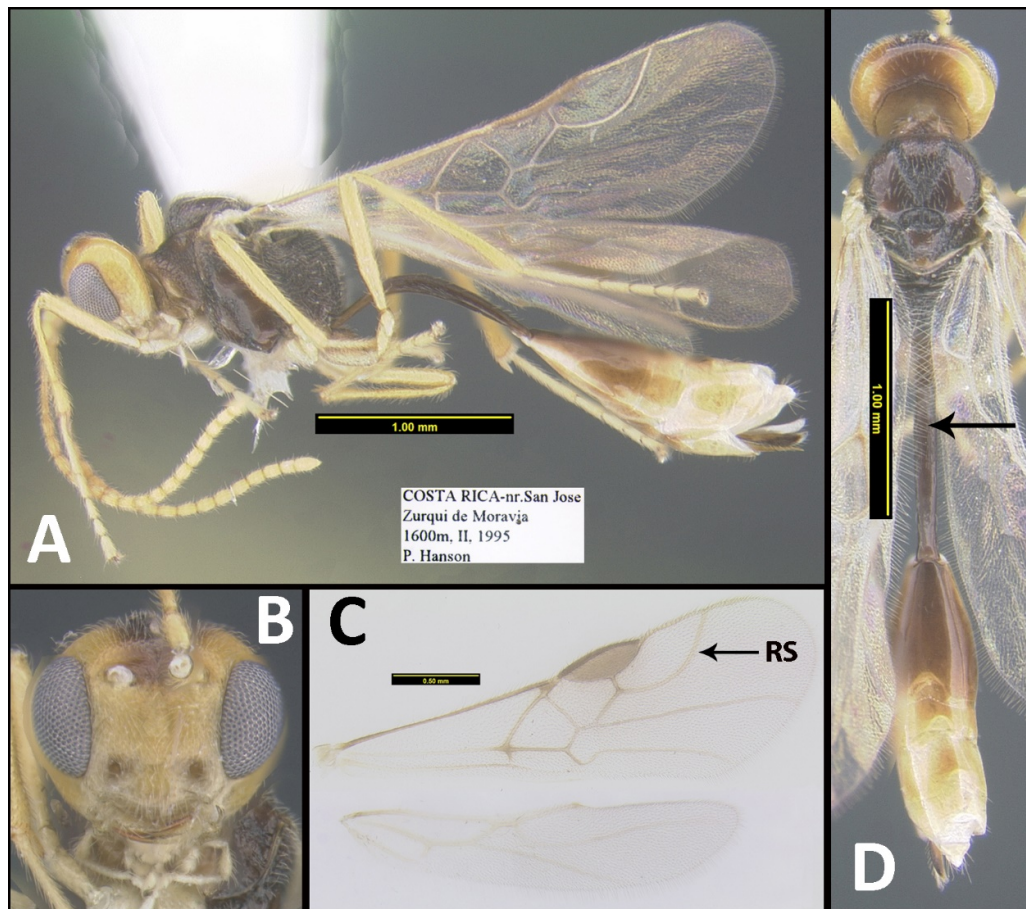 A
1.00 mm
COSTA RICA-nr.San Jose
Zurqui de Moravia
1600m, II, 1995
P. Hanson
B
C
0.50 mm
RS
1.00 mm
D